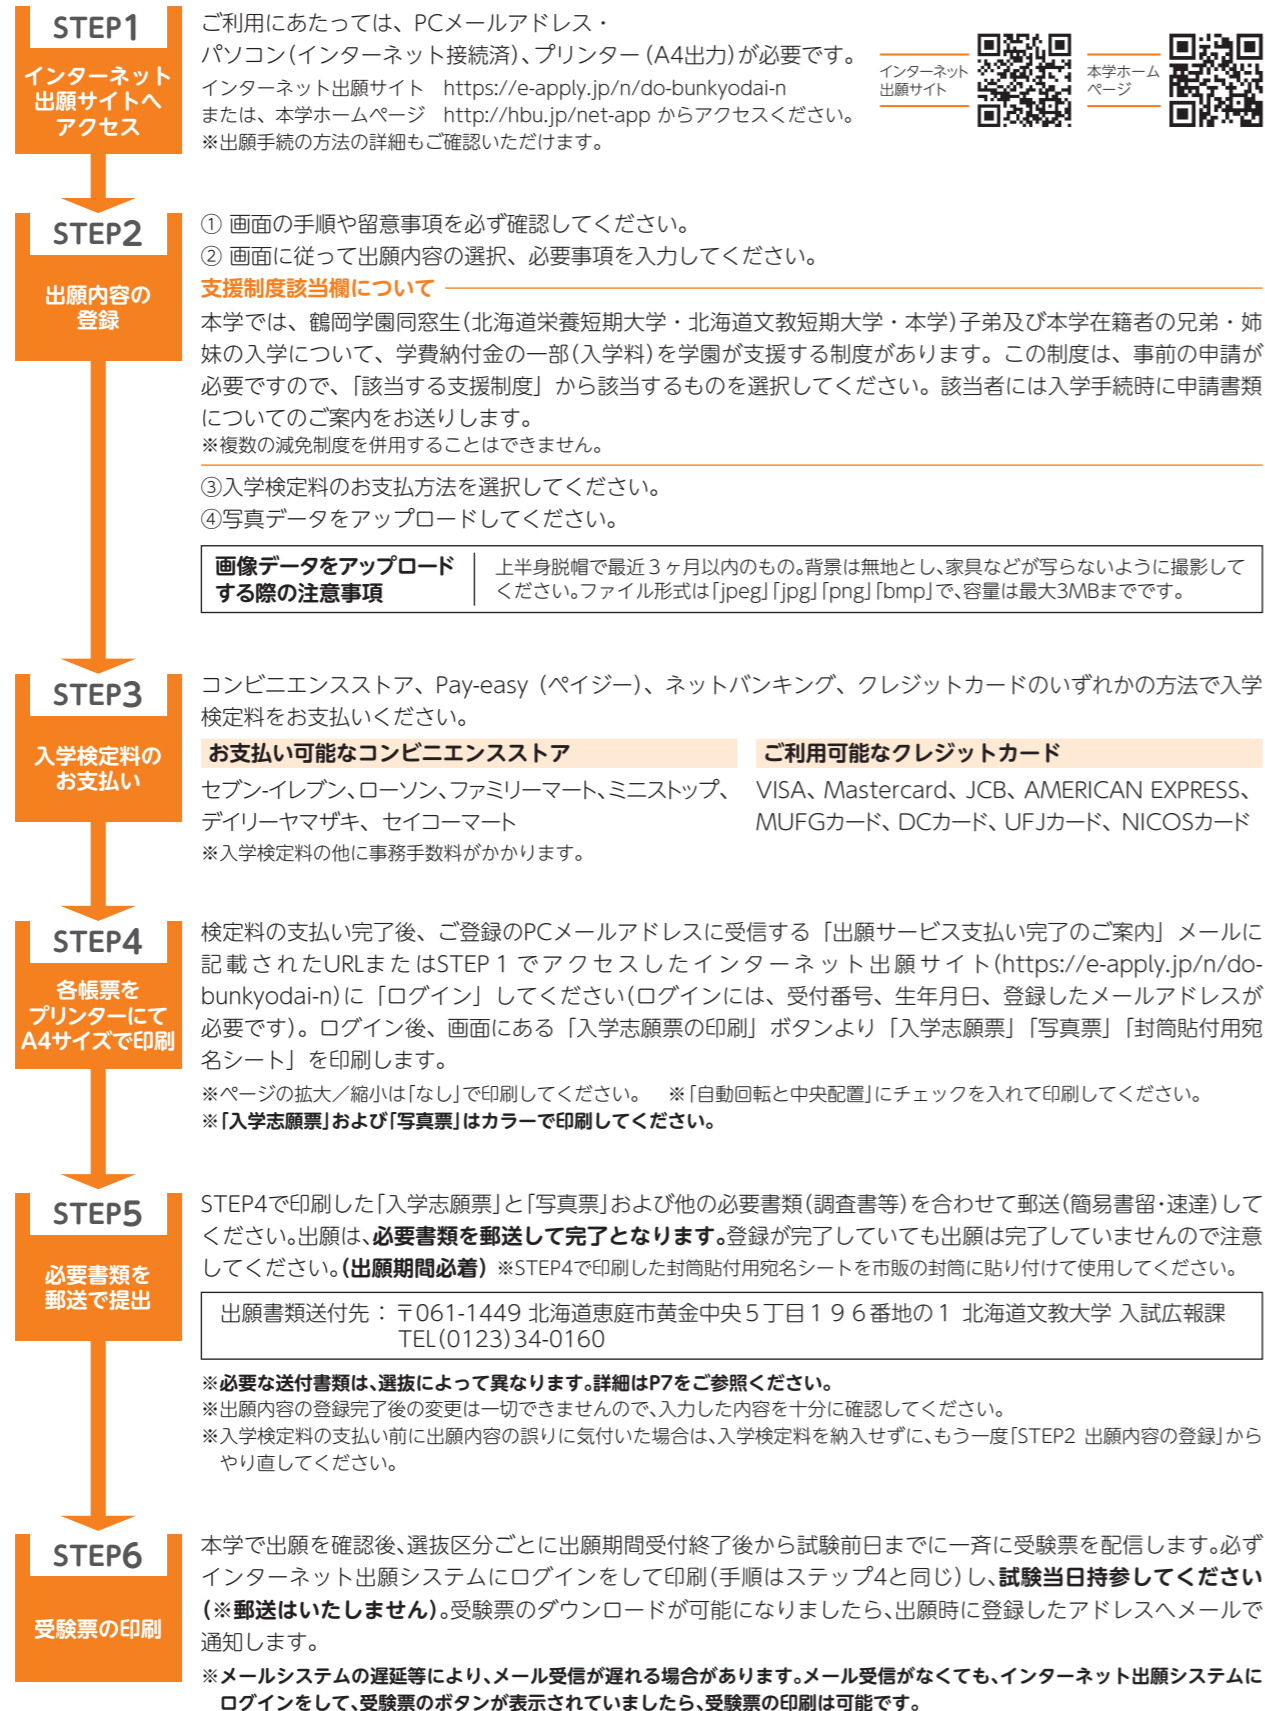 STEP1
インターネット
出願サイトへ
アクセス
ご利用にあたっては、PCメールアドレス・
パソコン(インターネット接続済)、プリンター(A4出力)が必要です。
インターネット出願サイト　https://e-apply.jp/n/do-bunkyodai-n
または、本学ホームページ　http://hbu.jp/net-app からアクセスください。
※出願手続の方法の詳細もご確認いただけます。
インターネット
出願サイト
本学ホーム
ページ
STEP2
出願内容の
登録
① 画面の手順や留意事項を必ず確認してください。
② 画面に従って出願内容の選択、必要事項を入力してください。
支援制度該当欄について
本学では、鶴岡学園同窓生(北海道栄養短期大学・北海道文教短期大学・本学)子弟及び本学在籍者の兄弟・姉
妹の入学について、学費納付金の一部(入学料)を学園が支援する制度があります。この制度は、事前の申請が
必要ですので、「該当する支援制度」から該当するものを選択してください。該当者には入学手続時に申請書類
についてのご案内をお送りします。
※複数の減免制度を併用することはできません。
③入学検定料のお支払方法を選択してください。
④写真データをアップロードしてください。
画像データをアップロード
する際の注意事項
上半身脱帽で最近３ヶ月以内のもの。背景は無地とし、家具などが写らないように撮影して
ください。ファイル形式は「jpeg」「jpg」「png」「bmp」で、容量は最大3MBまでです。
STEP3
入学検定料の
お支払い
コンビニエンスストア、Pay-easy（ペイジー）、ネットバンキング、クレジットカードのいずれかの方法で入学
検定料をお支払いください。
お支払い可能なコンビニエンスストア
セブン-イレブン、ローソン、ファミリーマート、ミニストップ、
デイリーヤマザキ、セイコーマート
※入学検定料の他に事務手数料がかかります。
ご利用可能なクレジットカード
VISA、Mastercard、JCB、AMERICAN EXPRESS、
MUFGカード、DCカード、UFJカード、NICOSカード
STEP4
各帳票を
プリンターにて
A4サイズで印刷
検定料の支払い完了後、ご登録のPCメールアドレスに受信する「出願サービス支払い完了のご案内」メールに
記載されたURLまたはSTEP１でアクセスしたインターネット出願サイト(https://e-apply.jp/n/do-
bunkyodai-n)に「ログイン」してください(ログインには、受付番号、生年月日、登録したメールアドレスが
必要です)。ログイン後、画面にある「入学志願票の印刷」ボタンより「入学志願票」「写真票」「封筒貼付用宛
名シート」を印刷します。
※ページの拡大／縮小は「なし」で印刷してください。　※「自動回転と中央配置」にチェックを入れて印刷してください。
※「入学志願票」および「写真票」はカラーで印刷してください。
STEP5
必要書類を
郵送で提出
STEP4で印刷した「入学志願票」と「写真票」および他の必要書類(調査書等)を合わせて郵送(簡易書留・速達)して
ください。出願は、必要書類を郵送して完了となります。登録が完了していても出願は完了していませんので注意
してください。(出願期間必着) ※STEP4で印刷した封筒貼付用宛名シートを市販の封筒に貼り付けて使用してください。
出願書類送付先：〒061-1449 北海道恵庭市黄金中央５丁目１９６番地の１ 北海道文教大学 入試広報課
TEL(0123)34-0160
※必要な送付書類は、選抜によって異なります。詳細はP7をご参照ください。
※出願内容の登録完了後の変更は一切できませんので、入力した内容を十分に確認してください。
※入学検定料の支払い前に出願内容の誤りに気付いた場合は、入学検定料を納入せずに、もう一度「STEP2 出願内容の登録」から
やり直してください。
STEP6
受験票の印刷
本学で出願を確認後、選抜区分ごとに出願期間受付終了後から試験前日までに一斉に受験票を配信します。必ず
インターネット出願システムにログインをして印刷(手順はステップ4と同じ)し、試験当日持参してください
(※郵送はいたしません)。受験票のダウンロードが可能になりましたら、出願時に登録したアドレスへメールで
通知します。
※メールシステムの遅延等により、メール受信が遅れる場合があります。メール受信がなくても、インターネット出願システムに
ログインをして、受験票のボタンが表示されていましたら、受験票の印刷は可能です。